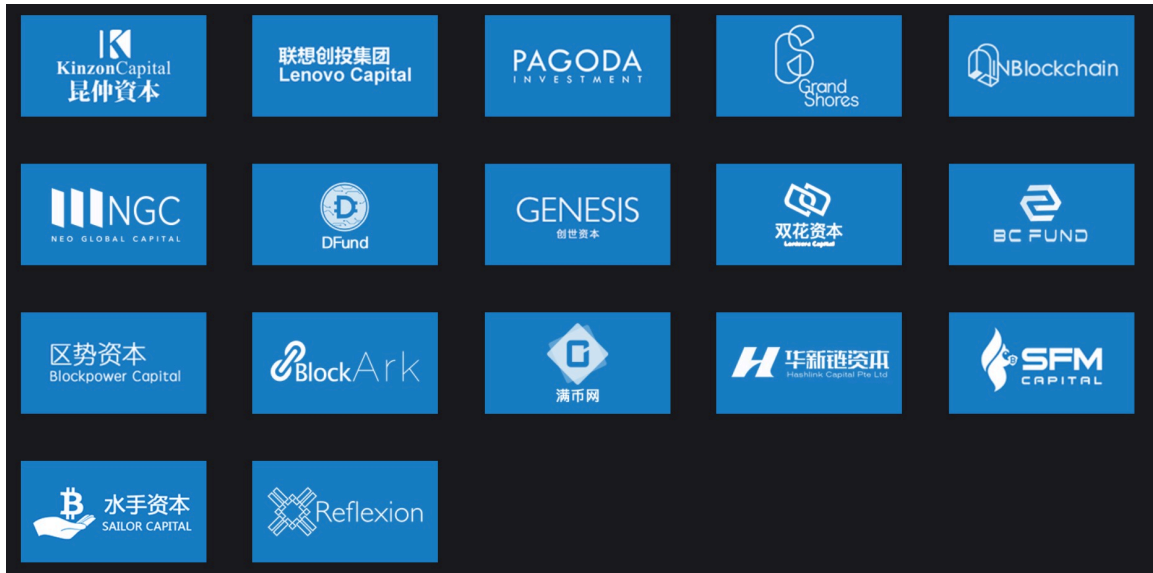 KinzonCapital
昆仲資本
联想创投集团
Lenovo Capital
PAGODA
INVESTMENT
Grand
Shores
NBlockchain
NGC
NEO GLOBAL CAPITAL
DFund
GENESIS
创世资本
双花资本
BC FUND
区势资本
Blockpower Capital
BlockArk
满币网
华新链资本
Hashlink Capital Pte Ltd
SFM
CAPITAL
水手资本
SAILOR CAPITAL
Reflexion